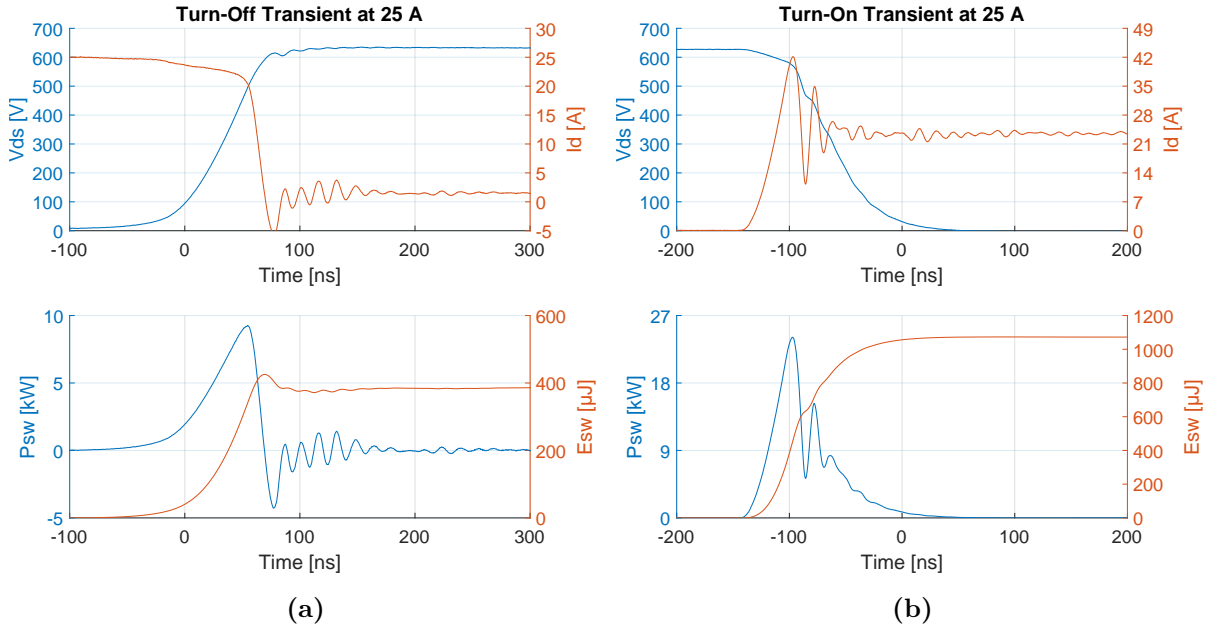 Turn-Off Transient at 25 A
700
600
500
400
300
200
100
0
Vds [V]
30
25
20
15
10
5
0
-5
Id [A]
-100 0 100 200 300
Time [ns]
Turn-On Transient at 25 A
700
600
500
400
300
200
100
0
Vds [V]
49
42
35
28
21
14
7
0
Id [A]
-200 -100 0 100 200
Time [ns]
10
5
0
-5
Psw [kW]
600
400
200
0
Esw [µJ]
-100 0 100 200 300
Time [ns]
27
18
9
0
Psw [kW]
1200
1000
800
600
400
200
0
Esw [µJ]
-200 -100 0 100 200
Time [ns]
(a)
(b)